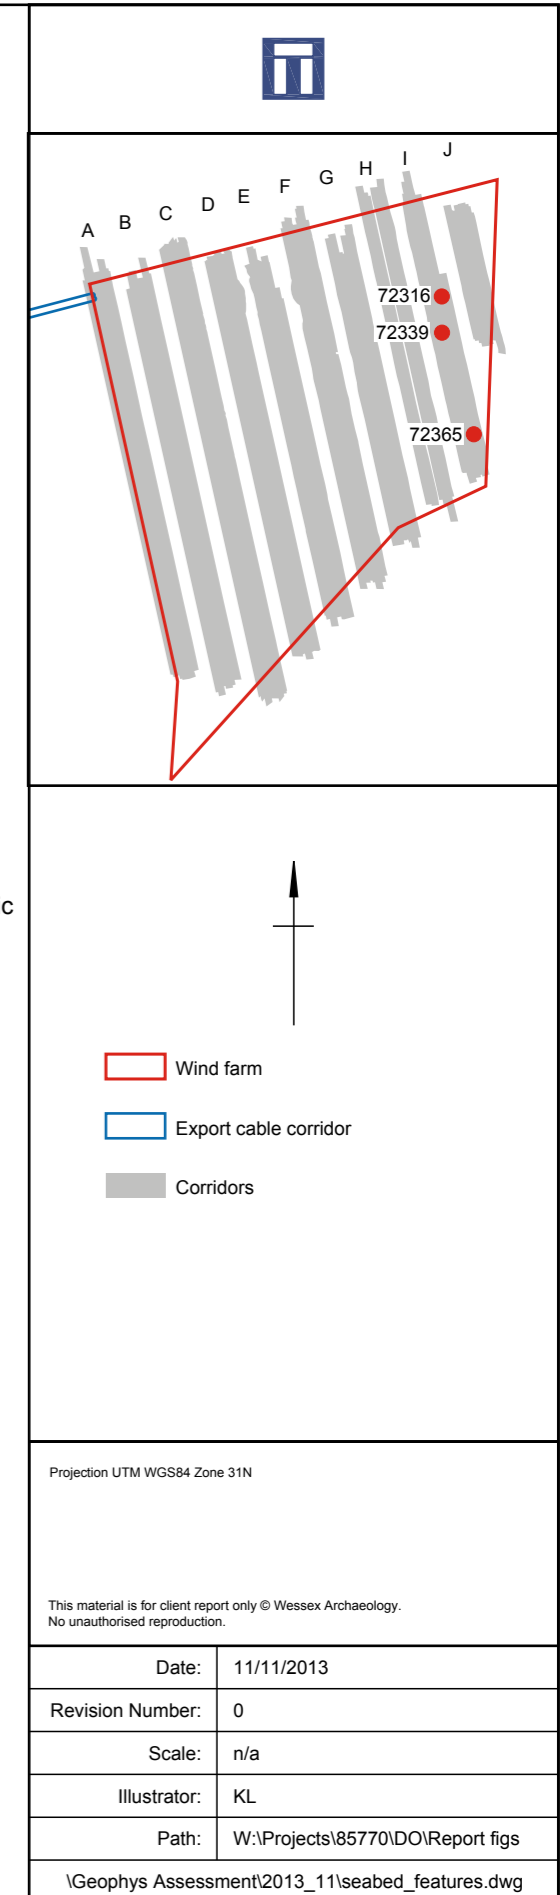 A B C D E F G H I J
72316
72339
72365
c
Wind farm
Export cable corridor
Corridors
Projection UTM WGS84 Zone 31N
This material is for client report only © Wessex Archaeology.
No unauthorised reproduction.
Date: 11/11/2013
Revision Number: 0
Scale: n/a
Illustrator: KL
Path: W:\Projects\85770\DO\Report figs
\Geophys Assessment\2013_11\seabed_features.dwg